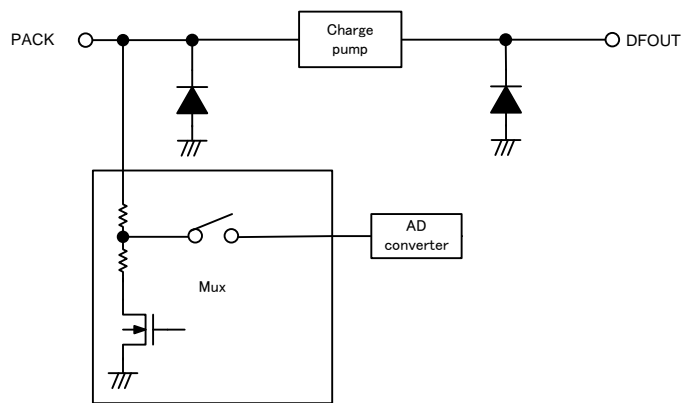 PACK
Charge
pump
DFOUT
AD
converter
Mux